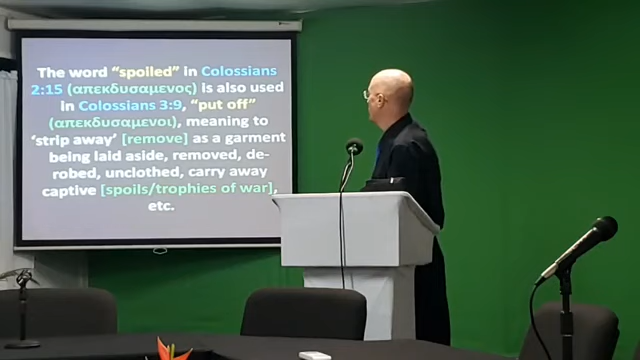 The word “spoiled” in Colossians
2:15 (απεκδυσαμενος) is also used
in Colossians 3:9, “put off”
(απεκδυσαμενοι), meaning to
‘strip away’ [remove] as a garment
being laid aside, removed, de-
robed, unclothed, carry away
captive [spoils/trophies of war],
etc.